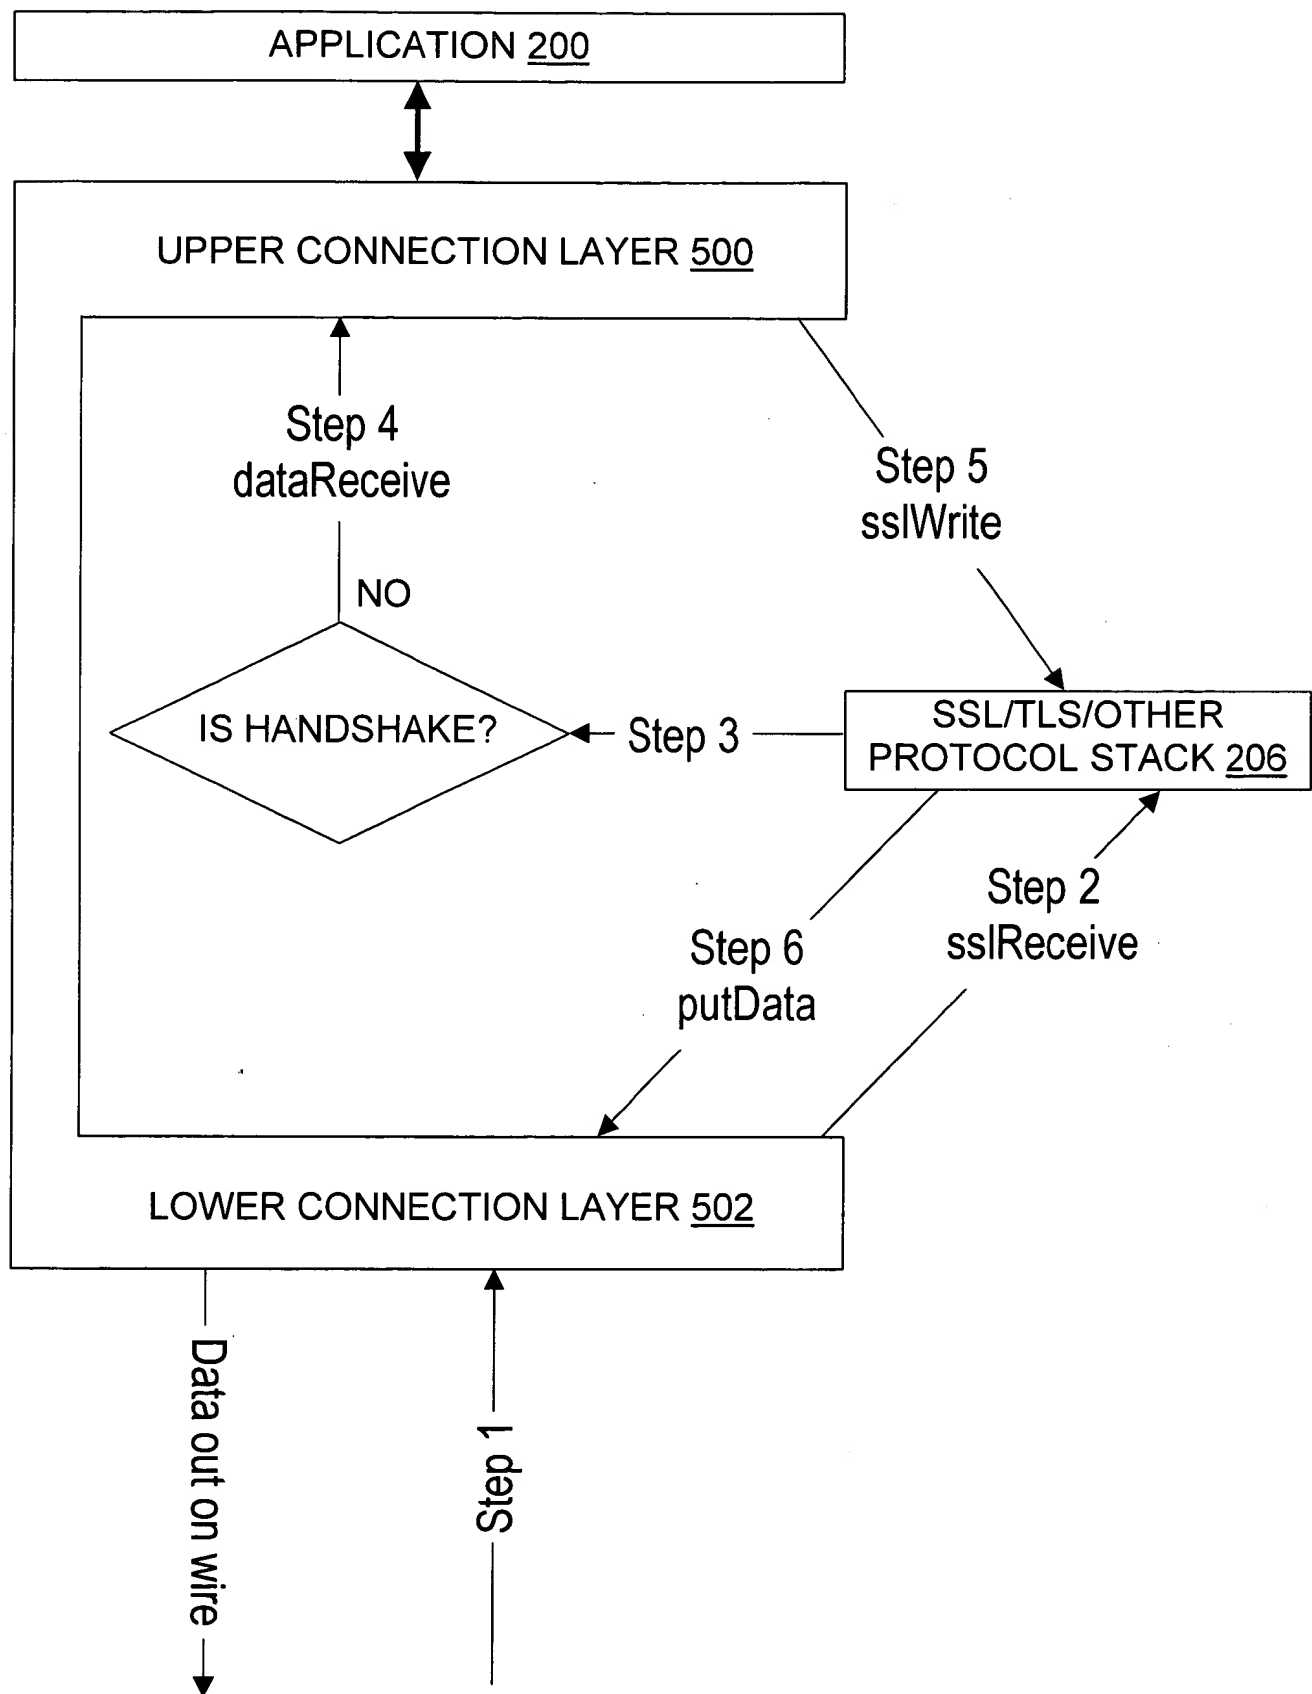 APPLICATION 200
UPPER CONNECTION LAYER 500
Step 4
dataReceive
Step 5
sslWrite
NO
IS HANDSHAKE?
Step 3
SSL/TLS/OTHER
PROTOCOL STACK 206
Step 2
sslReceive
Step 6
putData
LOWER CONNECTION LAYER 502
Data out on wire
Step 1